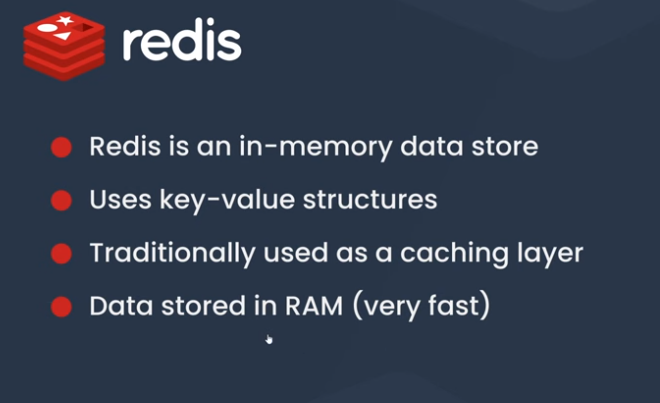 redis
Redis is an in-memory data store
Uses key-value structures
Traditionally used as a caching layer
Data stored in RAM (very fast)